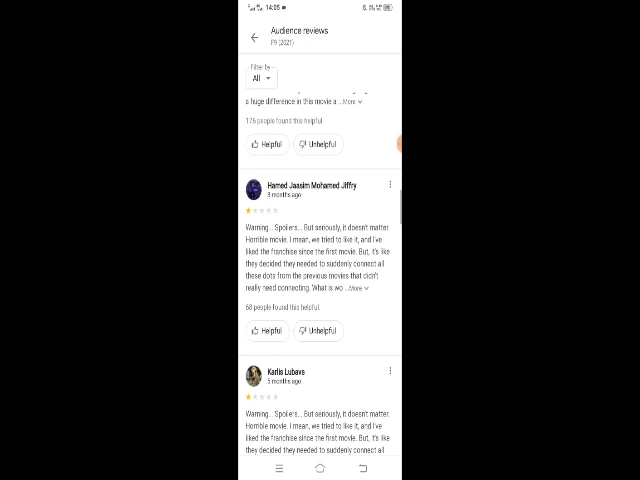 14:05
Audience reviews
F9 (2021)
Filter by
All
a huge difference in this movie a ...More
176 people found this helpful
Helpful
Unhelpful
Hamed Jaasim Mohamed Jiffry
months ago
Warning... Spoilers... But seriously, it doesn't matter.
Horrible movie. I mean, we tried to like it, and I've
liked the franchise since the first movie. But, it's like
they decided they needed to suddenly connect all
these dots from the previous movies that didn't
really need connecting. What is wo ...More
68 people found this helpful.
Helpful
Unhelpful
Karlis Lubavs
5 months ago
Warning... Spoilers... But seriously, it doesn't matter.
Horrible movie. I mean, we tried to like it, and I've
liked the franchise since the first movie. But, it's like
they decided they needed to suddenly connect all